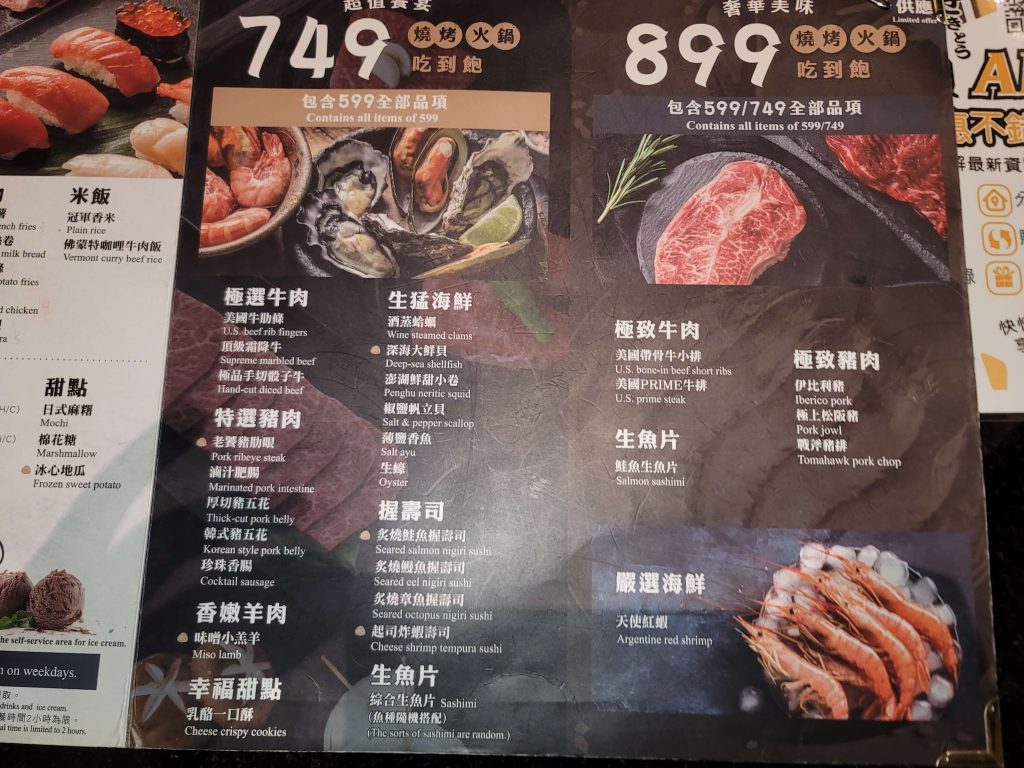 米飯
冠軍香米
Plain rice
佛蒙特咖哩牛肉飯
Vermont curry beef rice
milk bread
甜點
日式麻糬
Mochi
棉花糖
Marshmallow
冰心地瓜
Frozen sweet potato
the self-service area for ice cream.
on weekdays.
drinks and ice cream.
餐時間2小時為限。
time is limited to 2 hours.
超值饗宴
749
燒烤火鍋
吃到飽
包含599全部品項
Contains all items of 599
極選牛肉
美國牛肋條
U.S. beef rib fingers
頂級霜降牛
Supreme marbled beef
極品手切骰子牛
Hand-cut diced beef
特選豬肉
老饕豬肋眼
Pork ribeye steak
滷汁肥腸
Marinated pork intestine
厚切豬五花
Thick-cut pork belly
韓式豬五花
Korean style pork belly
珍珠香腸
Cocktail sausage
香嫩羊肉
味噌小羔羊
Miso lamb
幸福甜點
乳酪一口酥
Cheese crispy cookies
生猛海鮮
酒蒸蛤蠣
Wine steamed clams
深海大鮮貝
Deep-sea shellfish
澎湖鮮甜小卷
Penghu neritic squid
椒鹽帆立貝
Salt & pepper scallop
薄鹽香魚
Salt ayu
生蠔
Oyster
握壽司
炙燒鮭魚握壽司
Seared salmon nigiri sushi
炙燒鰻魚握壽司
Seared eel nigiri sushi
炙燒章魚握壽司
Seared octopus nigiri sushi
起司炸蝦壽司
Cheese shrimp tempura sushi
生魚片
綜合生魚片 Sashimi
(魚種隨機搭配)
(The sorts of sashimi are random.)
奢華美味
899
燒烤火鍋
吃到飽
供應
Limited offer
包含599/749全部品項
Contains all items of 599/749
極致牛肉
美國帶骨牛小排
U.S. bone-in beef short ribs
美國PRIME牛排
U.S. prime steak
生魚片
鮭魚生魚片
Salmon sashimi
極致豬肉
伊比利豬
Iberico pork
極上松阪豬
Pork jowl
戰斧豬排
Tomahawk pork chop
嚴選海鮮
天使紅蝦
Argentine red shrimp